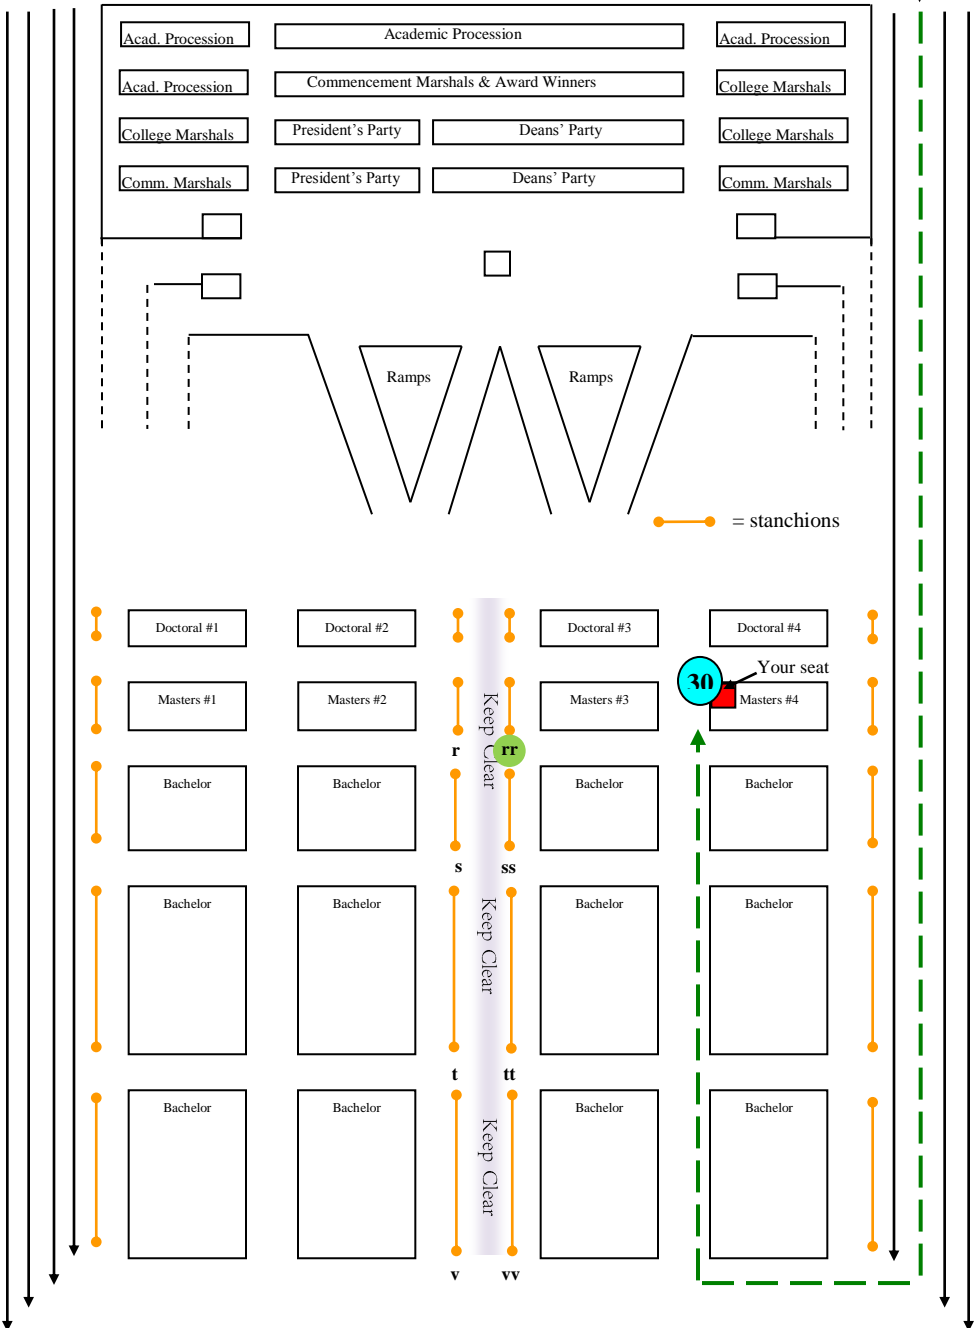 Acad. Procession
Academic Procession
Acad. Procession
Acad. Procession
Commencement Marshals & Award Winners
College Marshals
College Marshals
President's Party
Deans' Party
College Marshals
Comm. Marshals
President's Party
Deans' Party
Comm. Marshals
Ramps
Ramps
= stanchions
Doctoral #1
Doctoral #2
Doctoral #3
Doctoral #4
Your seat
30
Masters #1
Masters #2
Masters #3
Masters #4
Keep Clear
r
rr
Bachelor
Bachelor
Bachelor
Bachelor
s
ss
Bachelor
Bachelor
Keep Clear
Bachelor
Bachelor
t
tt
Bachelor
Bachelor
Keep Clear
Bachelor
Bachelor
v
vv